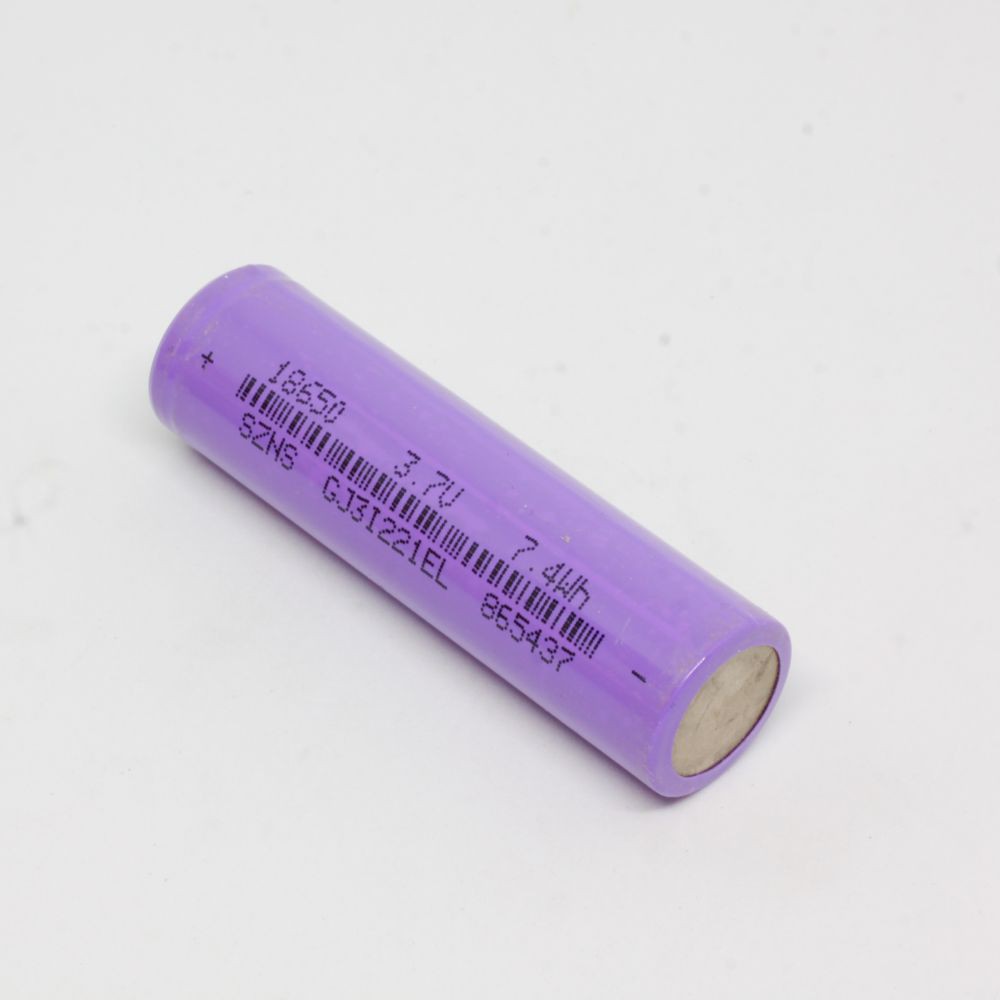 + 18650 3.7V 7.4Wh -
SZNS GJ3I221EL 865437